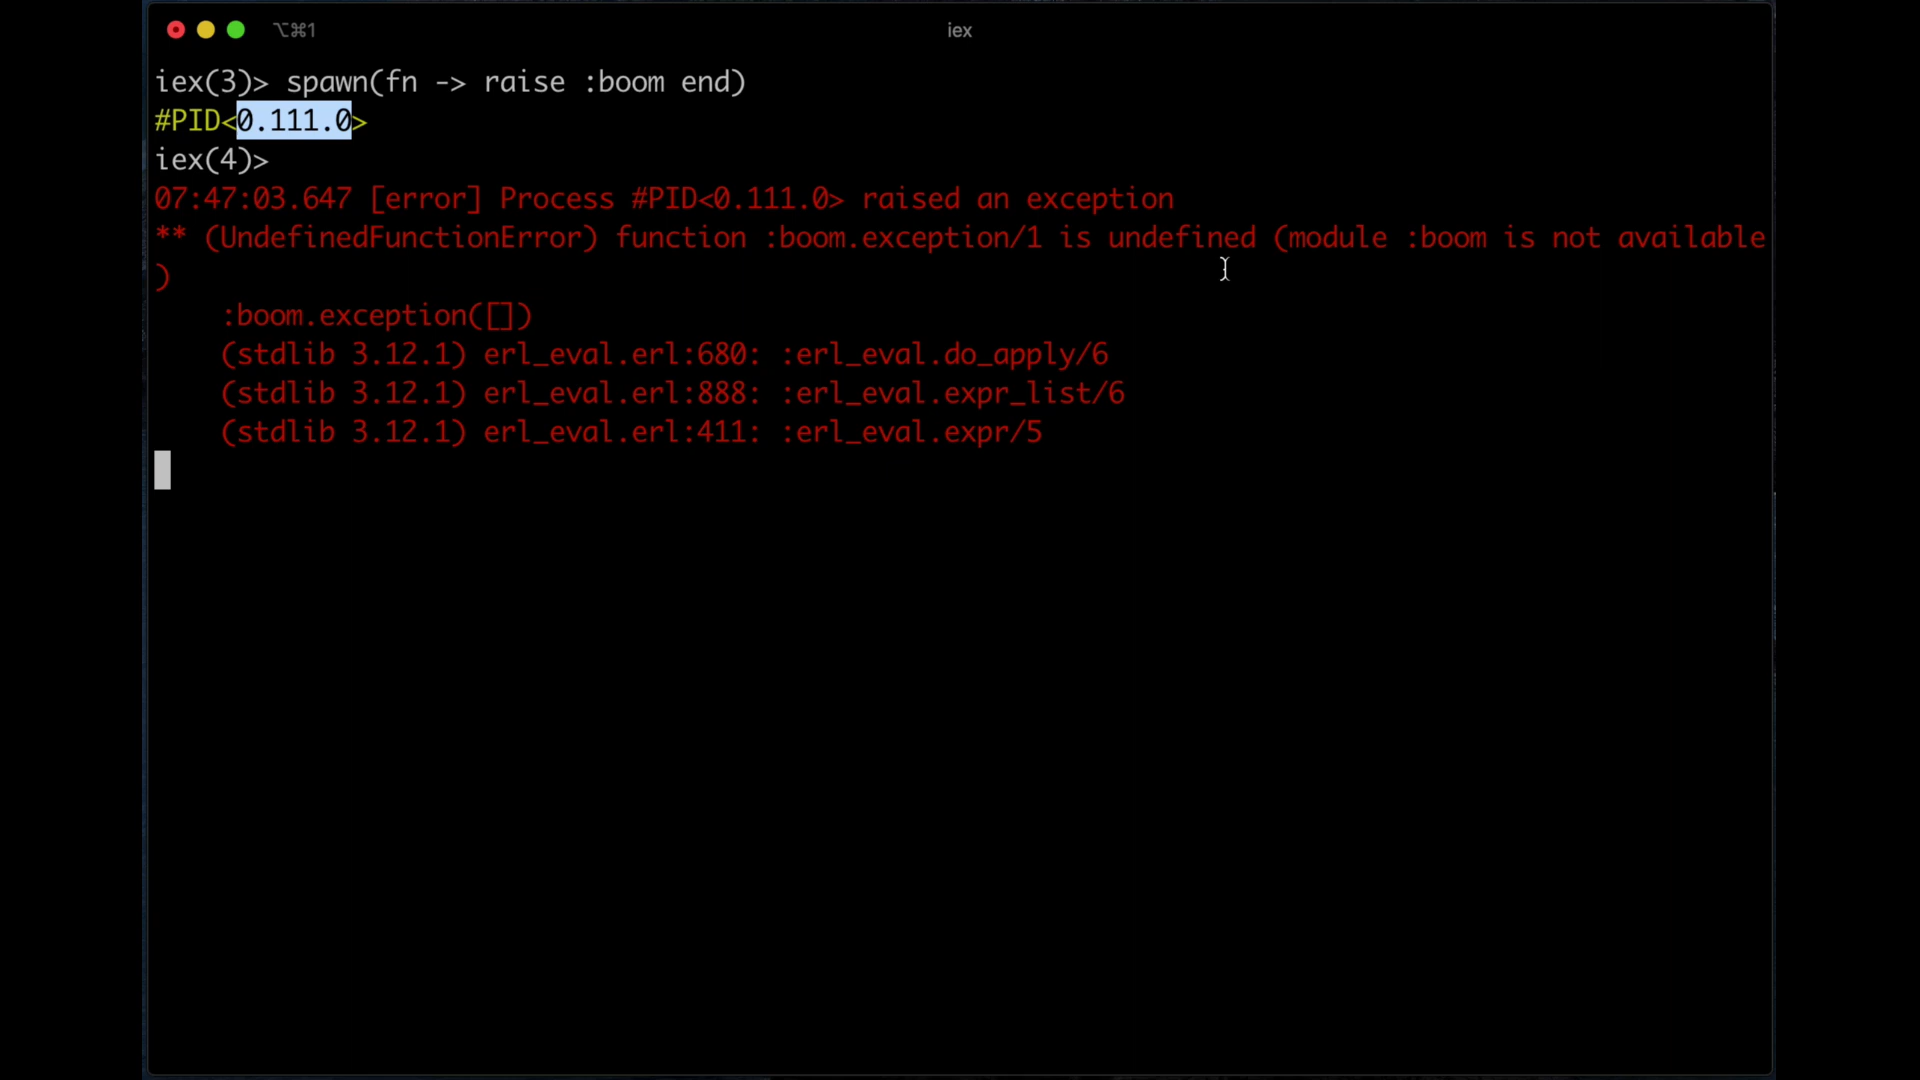 ⌥⌘1
iex
iex(3)> spawn(fn -> raise :boom end)
#PID<0.111.0>
iex(4)>
07:47:03.647 [error] Process #PID<0.111.0> raised an exception
** (UndefinedFunctionError) function :boom.exception/1 is undefined (module :boom is not available
)
    :boom.exception([])
    (stdlib 3.12.1) erl_eval.erl:680: :erl_eval.do_apply/6
    (stdlib 3.12.1) erl_eval.erl:888: :erl_eval.expr_list/6
    (stdlib 3.12.1) erl_eval.erl:411: :erl_eval.expr/5